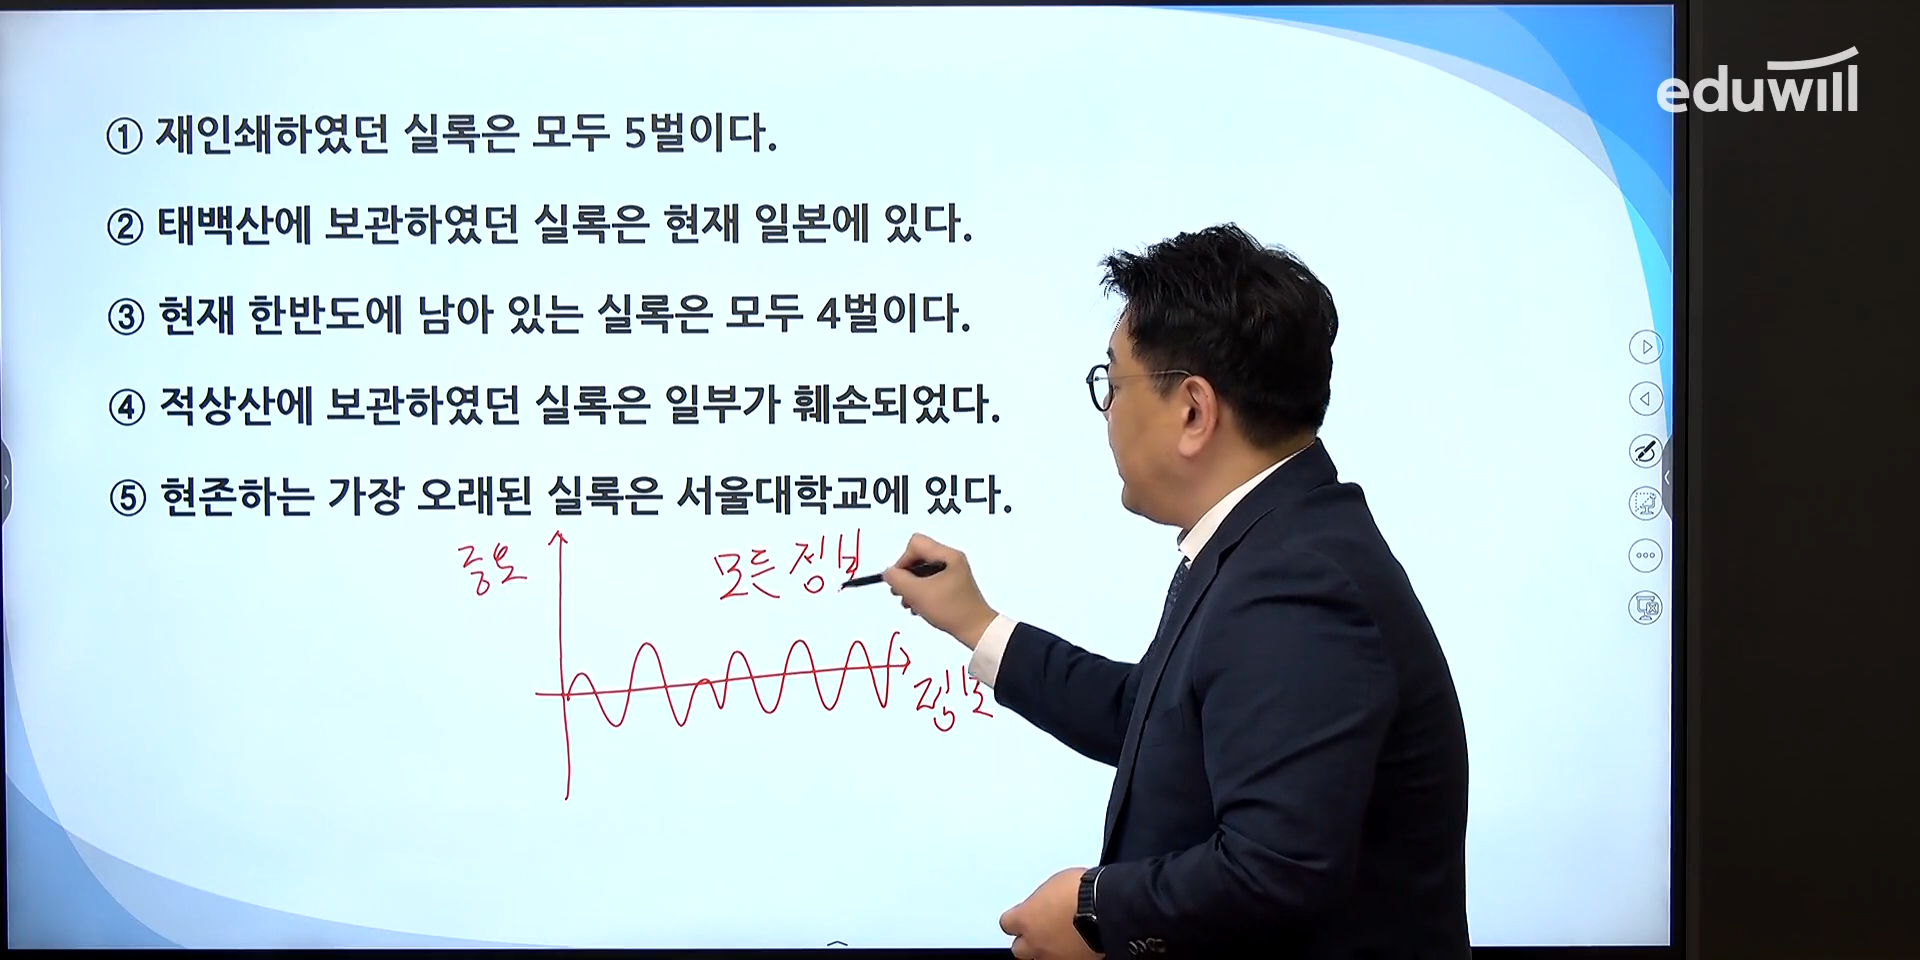 eduwill
① 재인쇄하였던 실록은 모두 5벌이다.
② 태백산에 보관하였던 실록은 현재 일본에 있다.
③ 현재 한반도에 남아 있는 실록은 모두 4벌이다.
④ 적상산에 보관하였던 실록은 일부가 훼손되었다.
⑤ 현존하는 가장 오래된 실록은 서울대학교에 있다.
중요
모든 정보
정보